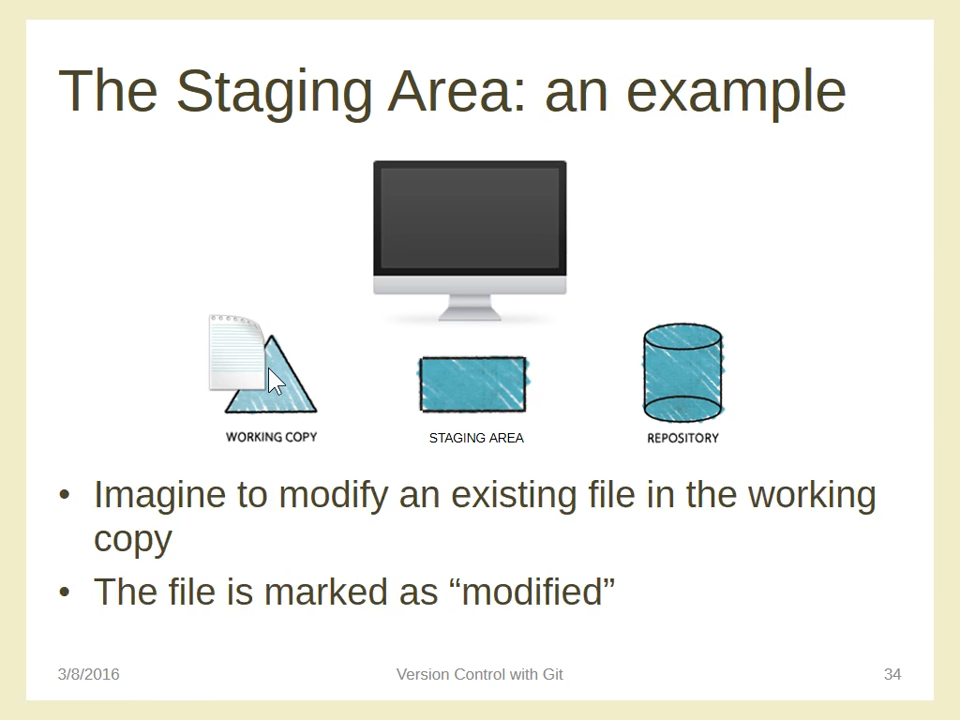 The Staging Area: an example
WORKING COPY
STAGING AREA
REPOSITORY
• Imagine to modify an existing file in the working
copy
• The file is marked as “modified”
3/8/2016
Version Control with Git
34